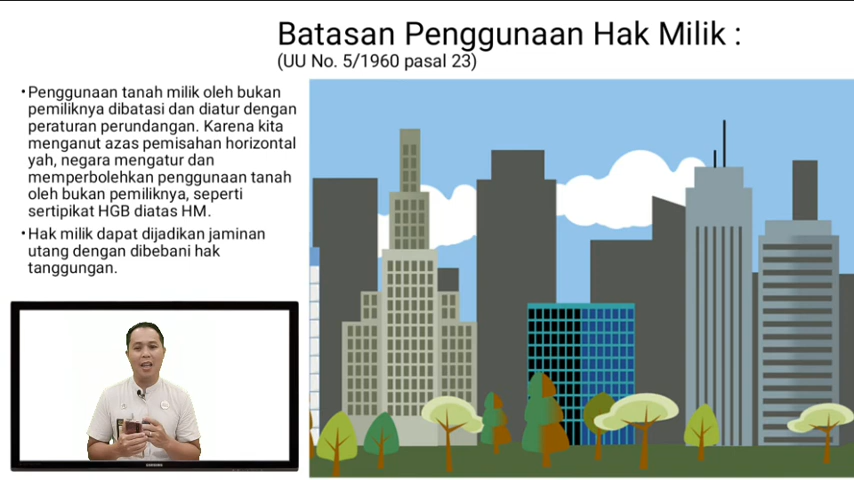 Batasan Penggunaan Hak Milik :
(UU No. 5/1960 pasal 23)
•Penggunaan tanah milik oleh bukan
pemiliknya dibatasi dan diatur dengan
peraturan perundangan. Karena kita
menganut azas pemisahan horizontal
yah, negara mengatur dan
memperbolehkan penggunaan tanah
oleh bukan pemiliknya, seperti
sertipikat HGB diatas HM.
•Hak milik dapat dijadikan jaminan
utang dengan dibebani hak
tanggungan.
SAMSUNG